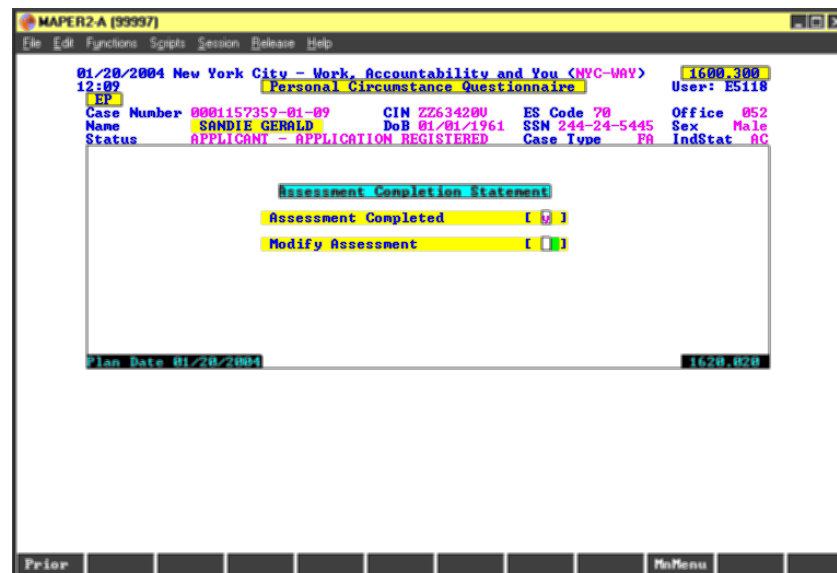 MAPER2-A (99997)
File Edit Functions Scripts Session Release Help
01/20/2004 New York City - Work, Accountability and You (NYC-WAY) 1600.300
12:09 Personal Circumstance Questionnaire User: E5118
EP
Case Number 0001157359-01-09 CIN ZZ63420U ES Code 70 Office 052
Name SANDIE GERALD DoB 01/01/1961 SSN 244-24-5445 Sex Male
Status APPLICANT - APPLICATION REGISTERED Case Type FA IndStat AC
Assessment Completion Statement
Assessment Completed [ y ]
Modify Assessment [ ]
Plan Date 01/20/2004 1620.020
Prior MnMenu